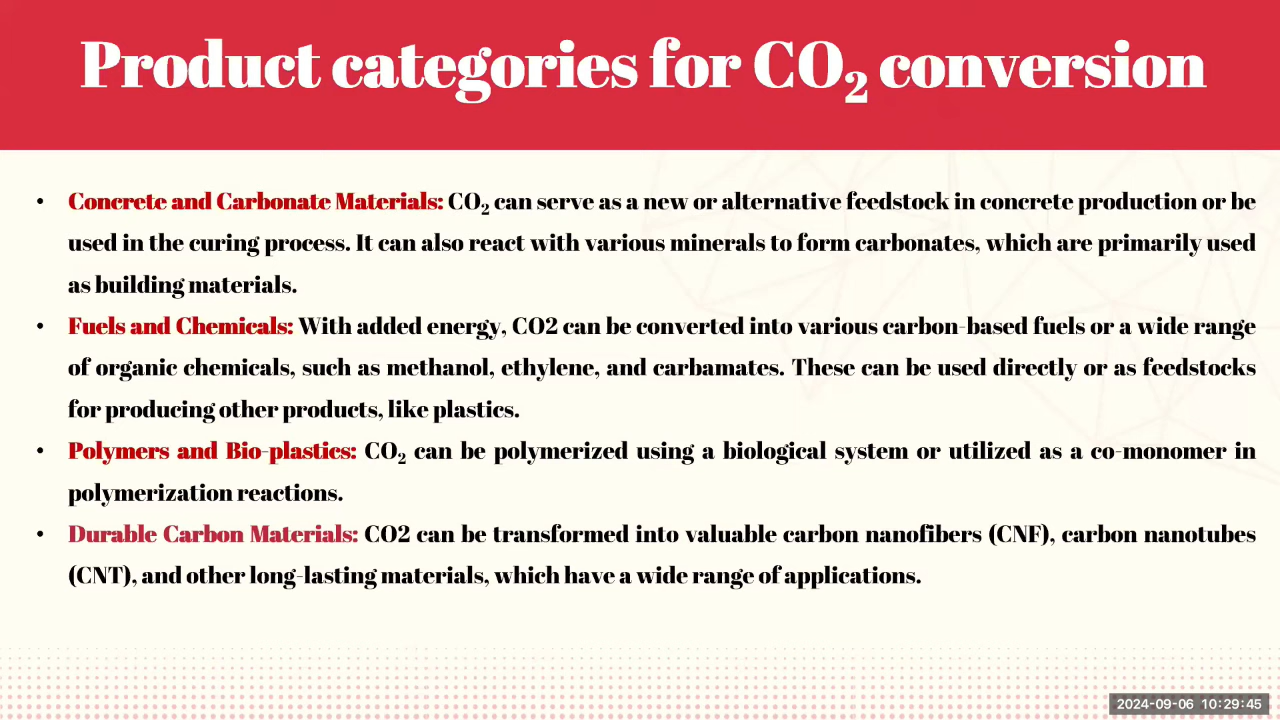 Product categories for CO₂ conversion
• Concrete and Carbonate Materials: CO₂ can serve as a new or alternative feedstock in concrete production or be
used in the curing process. It can also react with various minerals to form carbonates, which are primarily used
as building materials.
• Fuels and Chemicals: With added energy, CO2 can be converted into various carbon-based fuels or a wide range
of organic chemicals, such as methanol, ethylene, and carbamates. These can be used directly or as feedstocks
for producing other products, like plastics.
• Polymers and Bio-plastics: CO₂ can be polymerized using a biological system or utilized as a co-monomer in
polymerization reactions.
• Durable Carbon Materials: CO2 can be transformed into valuable carbon nanofibers (CNF), carbon nanotubes
(CNT), and other long-lasting materials, which have a wide range of applications.
2024-09-06 10:29:45